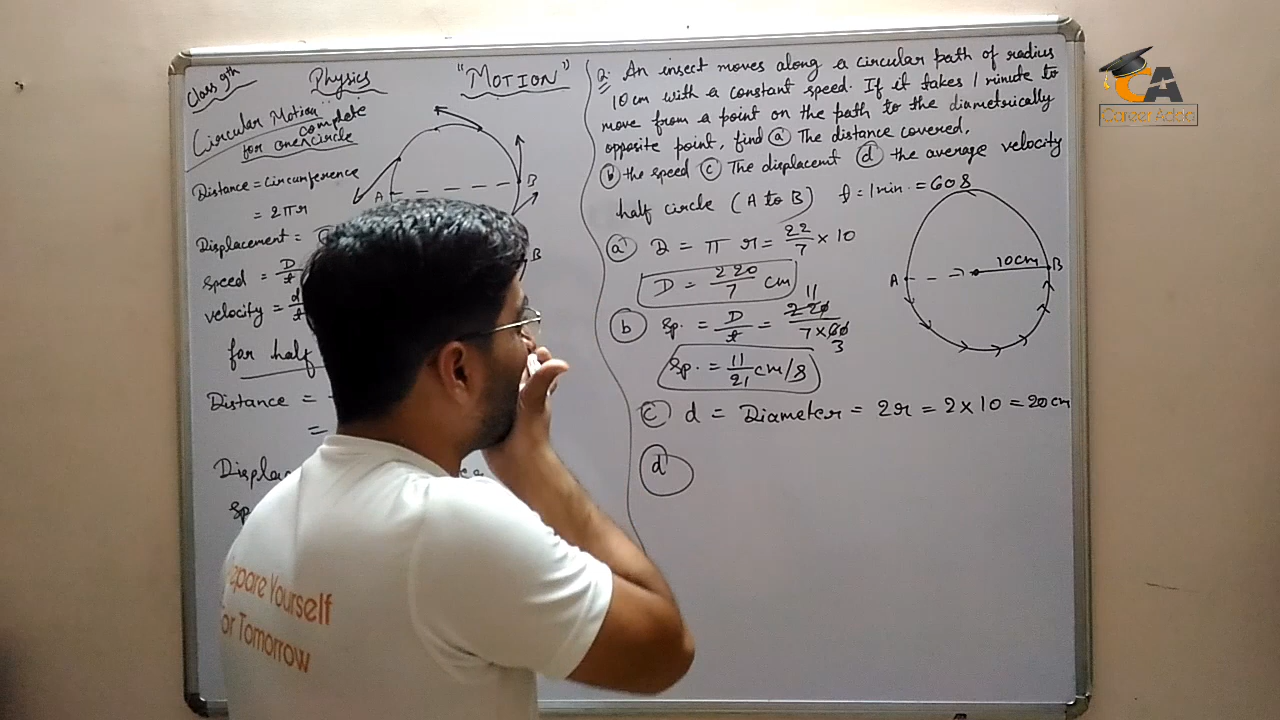 Class 9th
Physics
"MOTION"
Circular Motion
complete
for one circle
Distance = circumference
= 2πr
Displacement =
speed = D/t
velocity = d/t
for half
Distance =
=
A
B
B
Q. An insect moves along a circular path of radius
10 cm with a constant speed. If it takes 1 minute to
move from a point on the path to the diametrically
opposite point, find (a) The distance covered,
(b) the speed (c) The displacemt (d) the average velocity
half circle (A to B) t = 1 min. = 60 s
(a) D = π r = 22/7 × 10
D = 220/7 cm
11
(b) Sp. = D/t = 220/7×60
3
Sp. = 11/21 cm/s
(c) d = Diameter = 2r = 2 × 10 = 20 cm
(d)
A
10cm
B
CA
Career Adda
Prepare Yourself
For Tomorrow